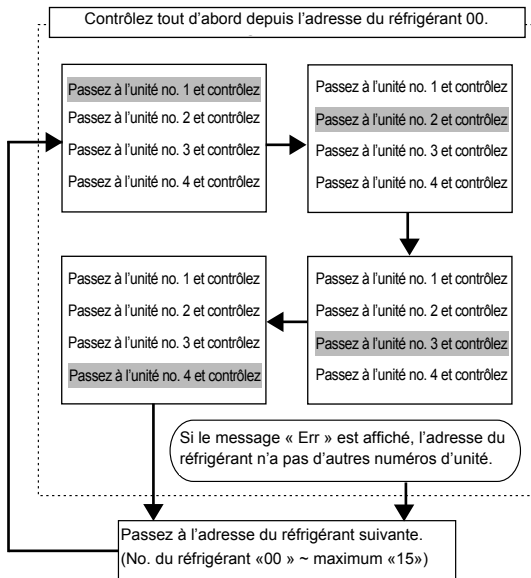 Contrôlez tout d'abord depuis l'adresse du réfrigérant 00.
Passez à l'unité no. 1 et contrôlez
Passez à l'unité no. 2 et contrôlez
Passez à l'unité no. 3 et contrôlez
Passez à l'unité no. 4 et contrôlez
Passez à l'unité no. 1 et contrôlez
Passez à l'unité no. 2 et contrôlez
Passez à l'unité no. 3 et contrôlez
Passez à l'unité no. 4 et contrôlez
Passez à l'unité no. 1 et contrôlez
Passez à l'unité no. 2 et contrôlez
Passez à l'unité no. 3 et contrôlez
Passez à l'unité no. 4 et contrôlez
Passez à l'unité no. 1 et contrôlez
Passez à l'unité no. 2 et contrôlez
Passez à l'unité no. 3 et contrôlez
Passez à l'unité no. 4 et contrôlez
Si le message « Err » est affiché, l'adresse du
réfrigérant n'a pas d'autres numéros d'unité.
Passez à l'adresse du réfrigérant suivante.
(No. du réfrigérant «00 » ~ maximum «15»)